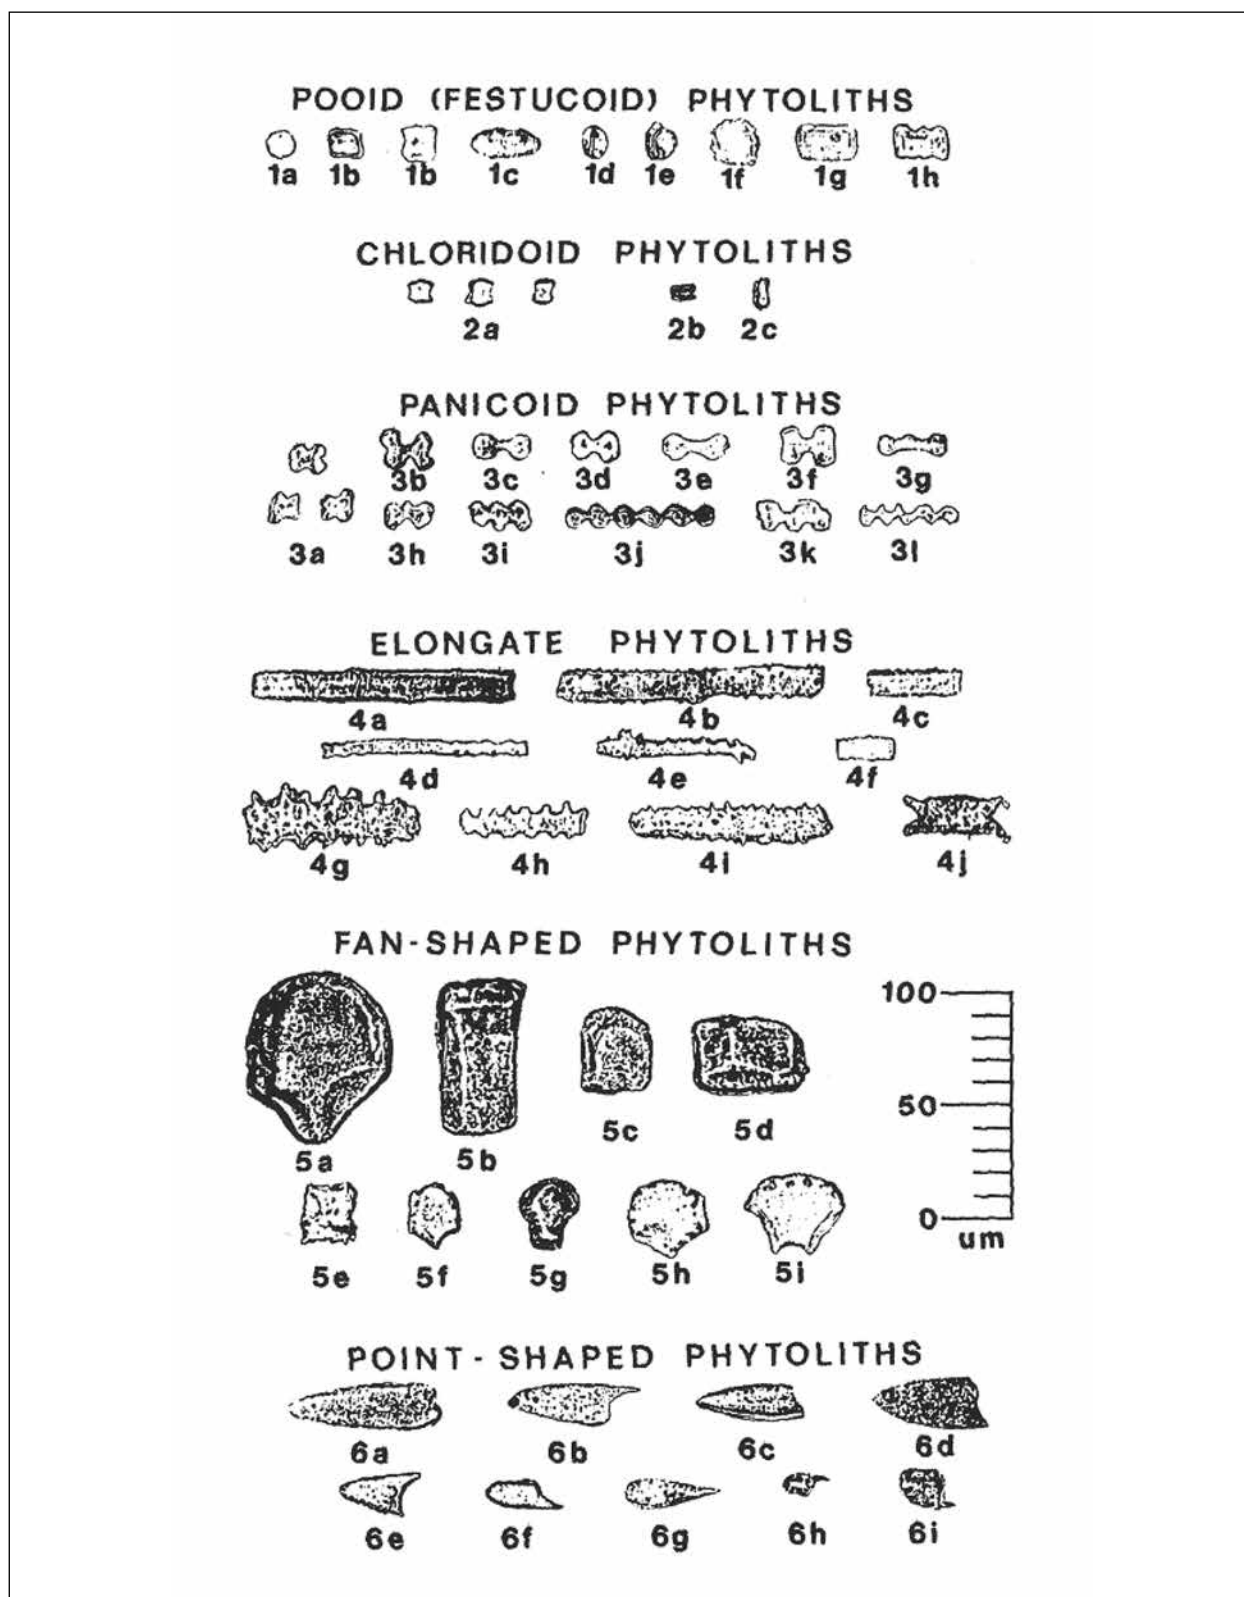 POOID (FESTUCOID) PHYTOLITHS
1a 1b 1b 1c 1d 1e 1f 1g 1h
CHLORIDOID PHYTOLITHS
2a 2b 2c
PANICOID PHYTOLITHS
3b 3c 3d 3e 3f 3g
3a 3h 3i 3j 3k 3l
ELONGATE PHYTOLITHS
4a 4b 4c
4d 4e 4f
4g 4h 4i 4j
FAN-SHAPED PHYTOLITHS
100
50
0
um
5a 5b 5c 5d
5e 5f 5g 5h 5i
POINT-SHAPED PHYTOLITHS
6a 6b 6c 6d
6e 6f 6g 6h 6i